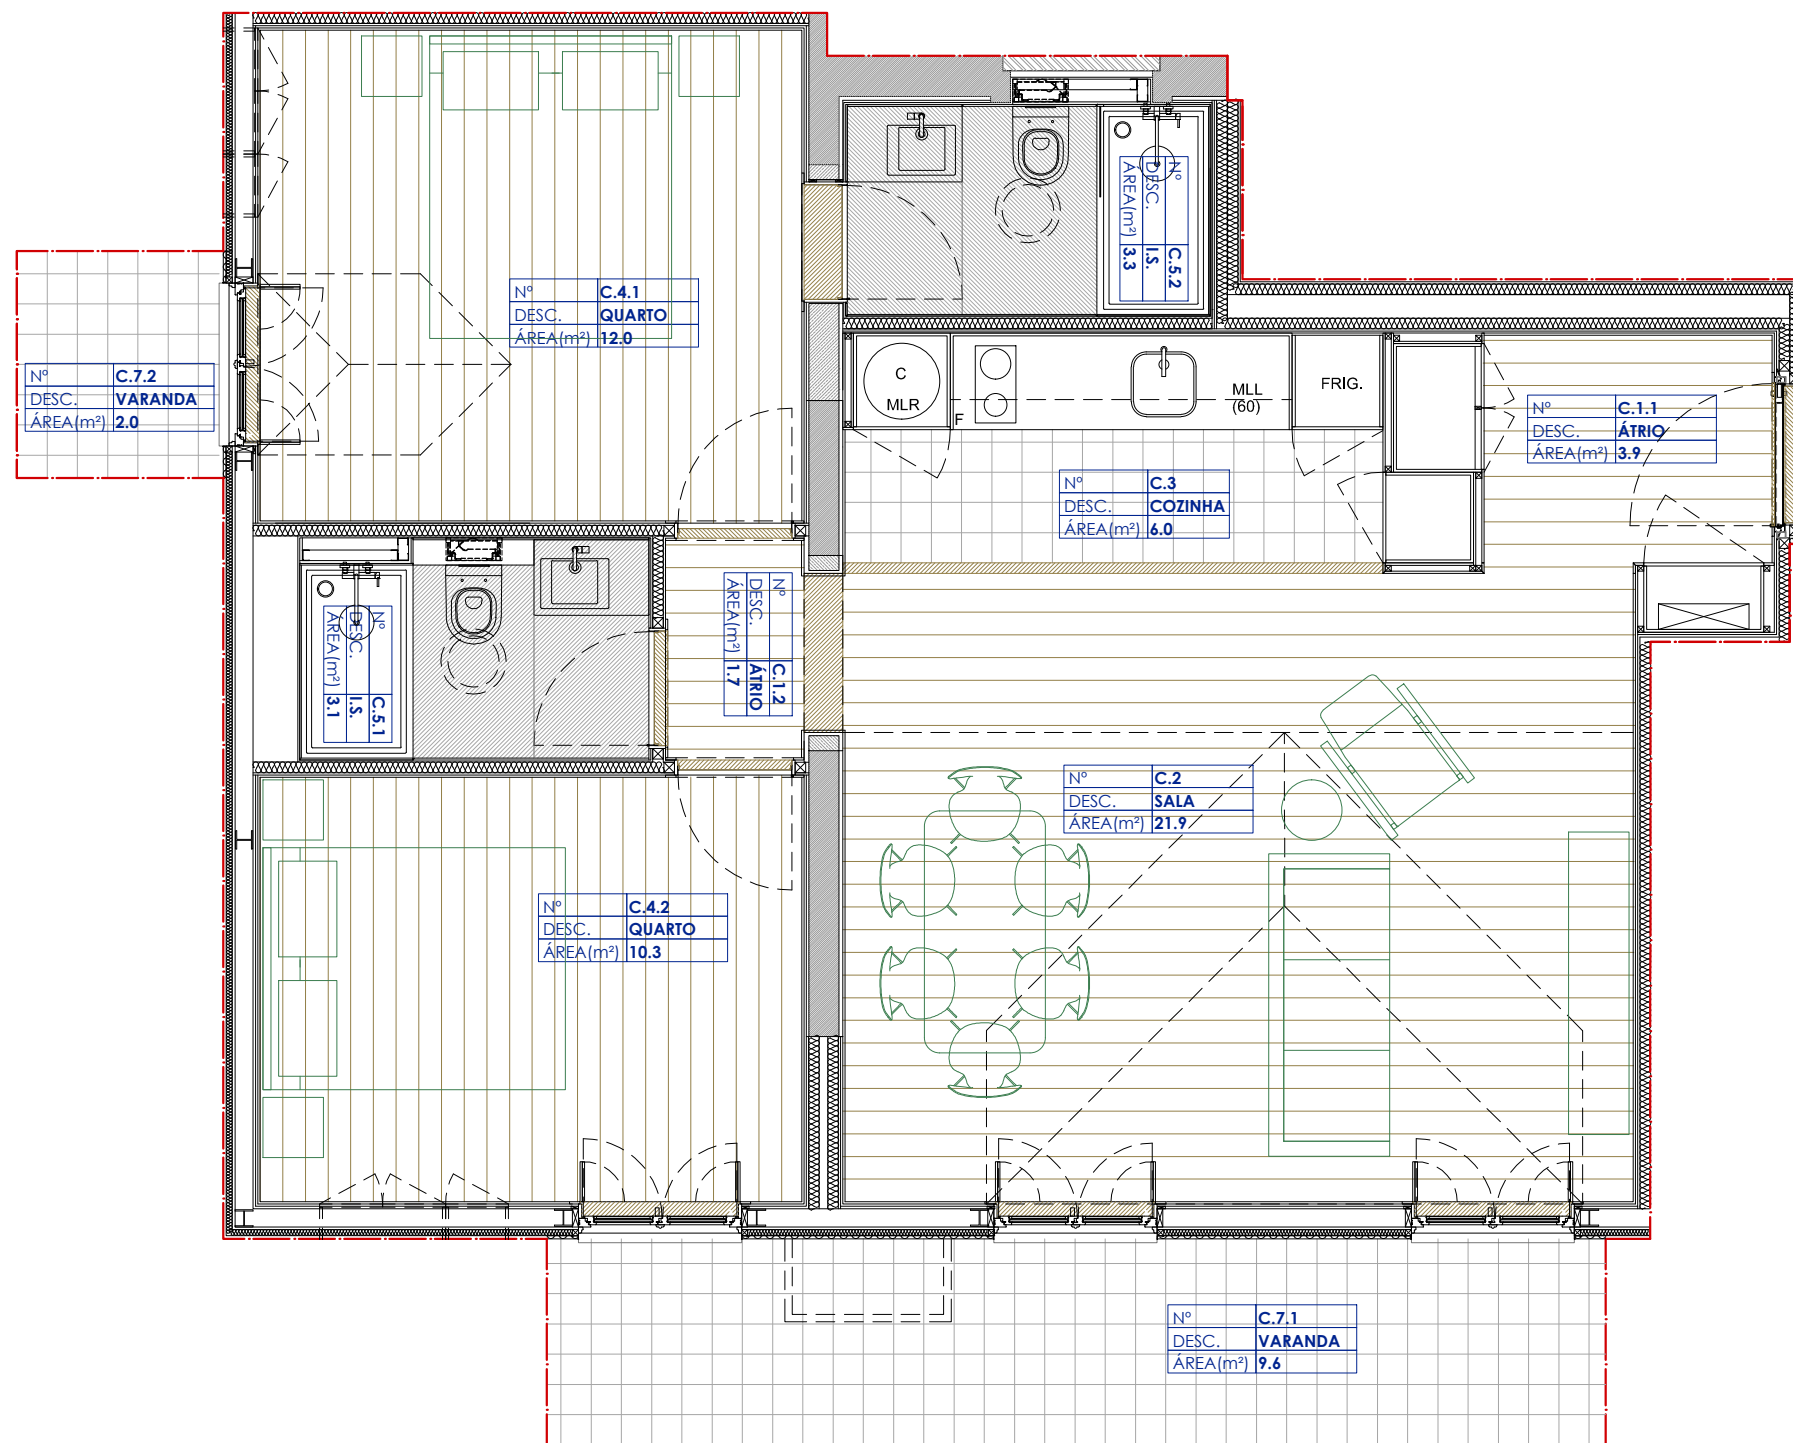 Nº C.4.1
DESC. QUARTO
ÁREA(m²) 12.0
Nº C.5.2
DESC. I.S.
ÁREA(m²) 3.3
Nº C.7.2
DESC. VARANDA
ÁREA(m²) 2.0
C
MLR
F
MLL
(60)
FRIG.
Nº C.1.1
DESC. ÁTRIO
ÁREA(m²) 3.9
Nº C.3
DESC. COZINHA
ÁREA(m²) 6.0
Nº C.5.1
DESC. I.S.
ÁREA(m²) 3.1
Nº C.1.2
DESC. ÁTRIO
ÁREA(m²) 1.7
Nº C.2
DESC. SALA
ÁREA(m²) 21.9
Nº C.4.2
DESC. QUARTO
ÁREA(m²) 10.3
Nº C.7.1
DESC. VARANDA
ÁREA(m²) 9.6